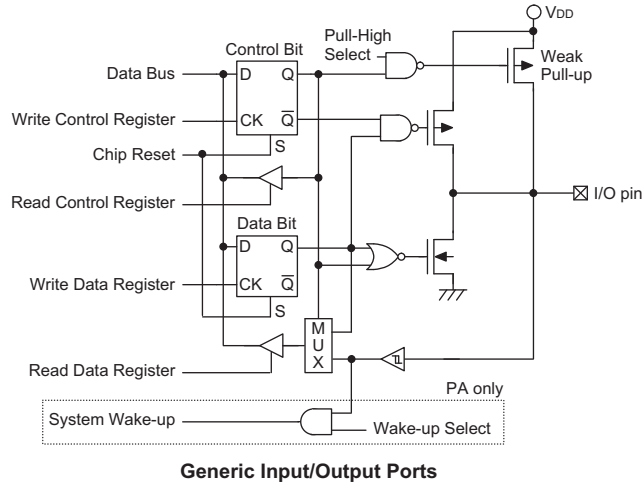 VDD
Pull-High
Select
Control Bit
Weak
Pull-up
Data Bus
D
Q
Write Control Register
CK
Q
Chip Reset
S
I/O pin
Read Control Register
Data Bit
D
Q
Write Data Register
CK
Q
S
M
U
X
Read Data Register
PA only
System Wake-up
Wake-up Select
Generic Input/Output Ports